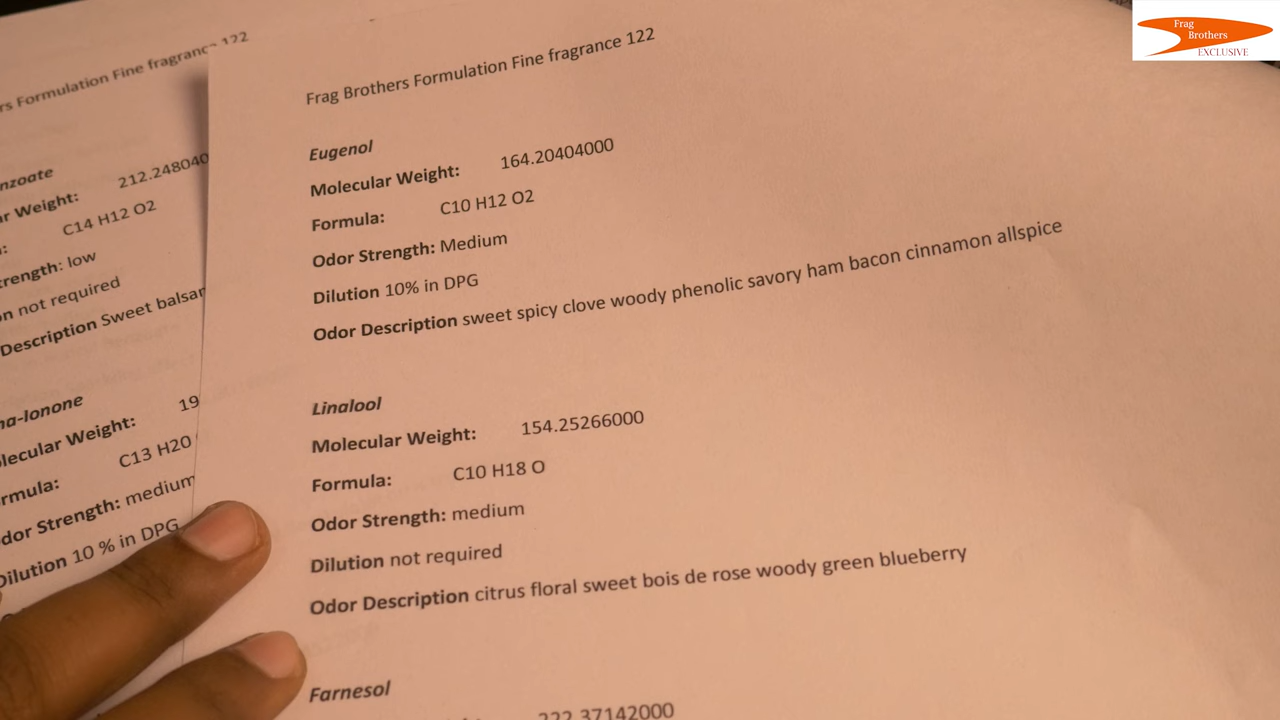 Frag
Brothers
EXCLUSIVE
rs Formulation Fine fragrance 122
nzoate
ar Weight: 212.248040
: C14 H12 O2
trength: low
on not required
Description Sweet balsar
na-Ionone
olecular Weight: 19
ormula: C13 H20
dor Strength: medium
Dilution 10 % in DPG
Frag Brothers Formulation Fine fragrance 122
Eugenol
Molecular Weight: 164.20404000
Formula: C10 H12 O2
Odor Strength: Medium
Dilution 10% in DPG
Odor Description sweet spicy clove woody phenolic savory ham bacon cinnamon allspice
Linalool
Molecular Weight: 154.25266000
Formula: C10 H18 O
Odor Strength: medium
Dilution not required
Odor Description citrus floral sweet bois de rose woody green blueberry
Farnesol
222.37142000